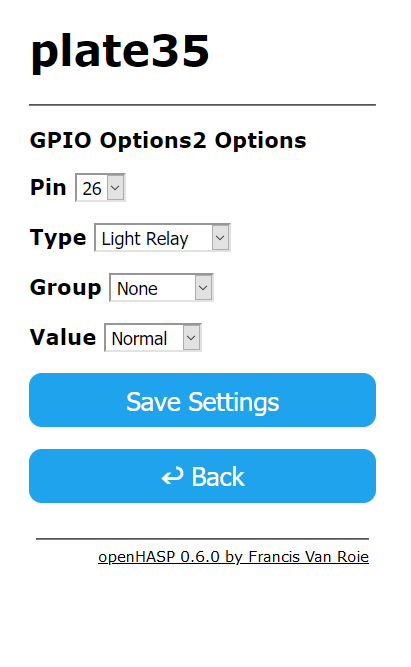 plate35
GPIO Options2 Options
Pin 26
Type Light Relay
Group None
Value Normal
Save Settings
↩ Back
openHASP 0.6.0 by Francis Van Roie